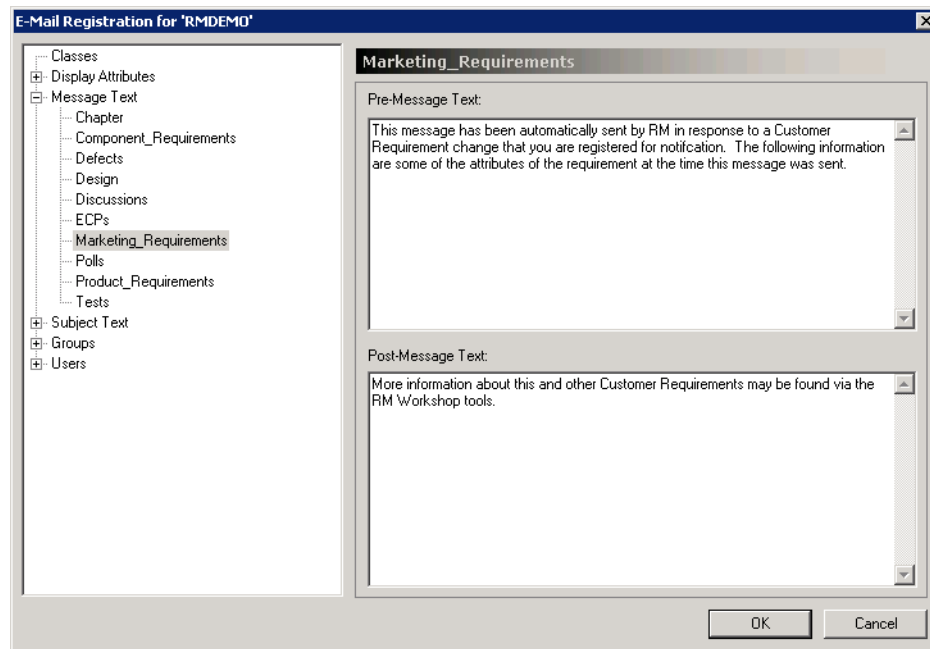 E-Mail Registration for 'RMDEMO'
Classes
Display Attributes
Message Text
Chapter
Component_Requirements
Defects
Design
Discussions
ECPs
Marketing_Requirements
Polls
Product_Requirements
Tests
Subject Text
Groups
Users
Marketing_Requirements
Pre-Message Text:
This message has been automatically sent by RM in response to a Customer
Requirement change that you are registered for notifcation.  The following information
are some of the attributes of the requirement at the time this message was sent.
Post-Message Text:
More information about this and other Customer Requirements may be found via the
RM Workshop tools.
OK
Cancel